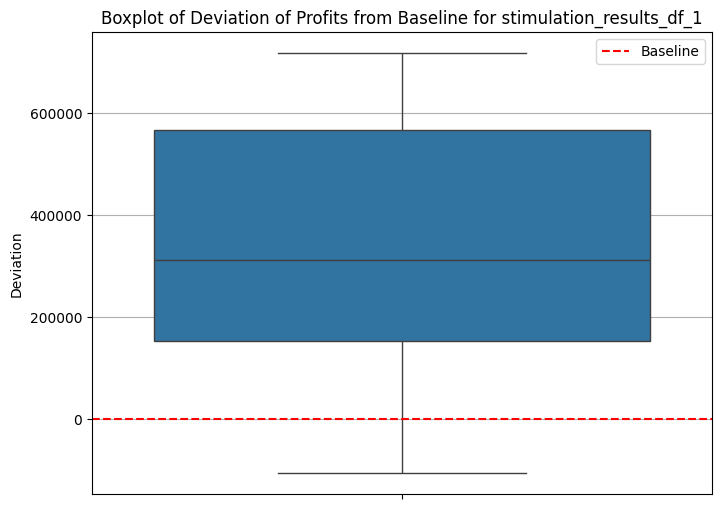 Boxplot of Deviation of Profits from Baseline for stimulation_results_df_1
Baseline
600000
400000
200000
0
Deviation